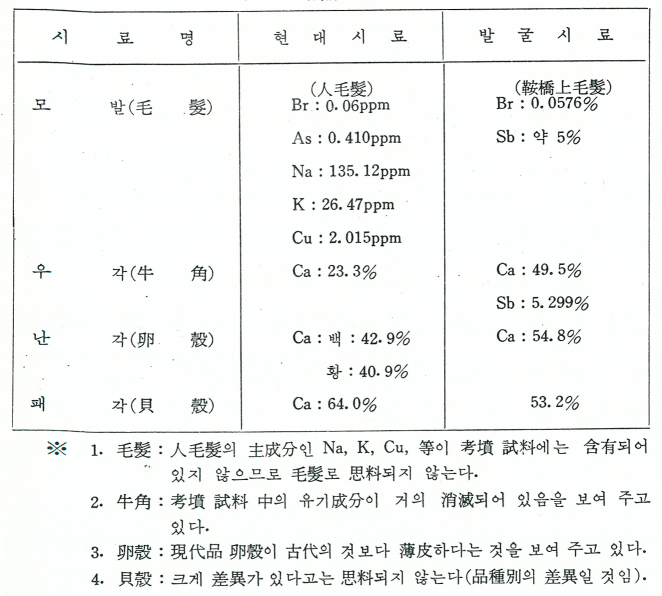 시 료 명 현 대 시 료 발 굴 시 료
(人毛髮) (鞍橋上毛髮)
모 발(毛 髮) Br : 0.06ppm Br : 0.0576%
As : 0.410ppm Sb : 약 5%
Na : 135.12ppm
K : 26.47ppm
Cu : 2.015ppm
우 각(牛 角) Ca : 23.3% Ca : 49.5%
Sb : 5.299%
난 각(卵 殼) Ca : 백 : 42.9% Ca : 54.8%
황 : 40.9%
패 각(貝 殼) Ca : 64.0% 53.2%
※ 1. 毛髮 : 人毛髮의 主成分인 Na, K, Cu, 等이 考墳 試料에는 含有되어
있지 않으므로 毛髮로 思料되지 않는다.
2. 牛角 : 考墳 試料 中의 유기成分이 거의 消滅되어 있음을 보여 주고
있다.
3. 卵殼 : 現代品 卵殼이 古代의 것보다 薄皮하다는 것을 보여 주고 있다.
4. 貝殼 : 크게 差異가 있다고는 思料되지 않는다(品種別의 差異일 것임).